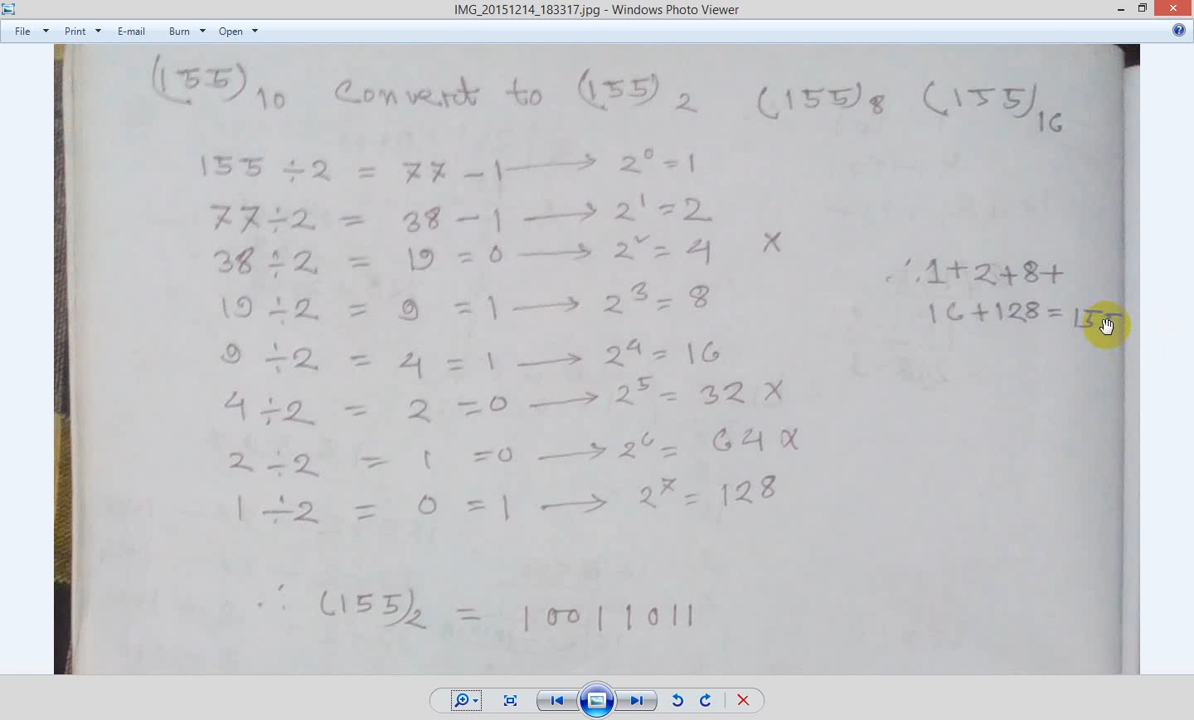 IMG_20151214_183317.jpg - Windows Photo Viewer
File Print E-mail Burn Open
(155)10 Convert to (155)2 (155)8 (155)16
155 ÷ 2 = 77 - 1 → 2⁰ = 1
77 ÷ 2 = 38 - 1 → 2¹ = 2
38 ÷ 2 = 19 = 0 → 2² = 4 X
19 ÷ 2 = 9 = 1 → 2³ = 8
9 ÷ 2 = 4 = 1 → 2⁴ = 16
4 ÷ 2 = 2 = 0 → 2⁵ = 32 X
2 ÷ 2 = 1 = 0 → 2⁶ = 64 X
1 ÷ 2 = 0 = 1 → 2⁷ = 128
∴ 1 + 2 + 8 +
16 + 128 = 155
∴ (155)2 = 10011011